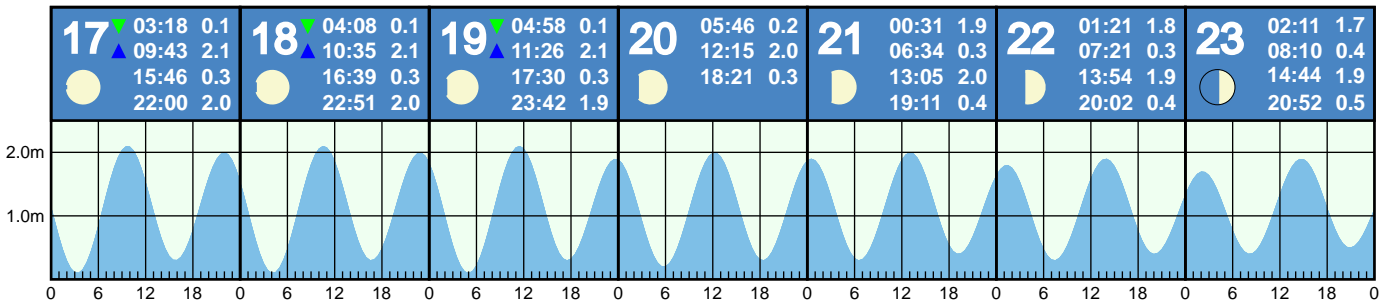 17 ▼ 03:18 0.1
▲ 09:43 2.1
15:46 0.3
22:00 2.0
18 ▼ 04:08 0.1
▲ 10:35 2.1
16:39 0.3
22:51 2.0
19 ▼ 04:58 0.1
▲ 11:26 2.1
17:30 0.3
23:42 1.9
20 05:46 0.2
12:15 2.0
18:21 0.3
21 00:31 1.9
06:34 0.3
13:05 2.0
19:11 0.4
22 01:21 1.8
07:21 0.3
13:54 1.9
20:02 0.4
23 02:11 1.7
08:10 0.4
14:44 1.9
20:52 0.5
2.0m
1.0m
0 6 12 18 0 6 12 18 0 6 12 18 0 6 12 18 0 6 12 18 0 6 12 18 0 6 12 18 0